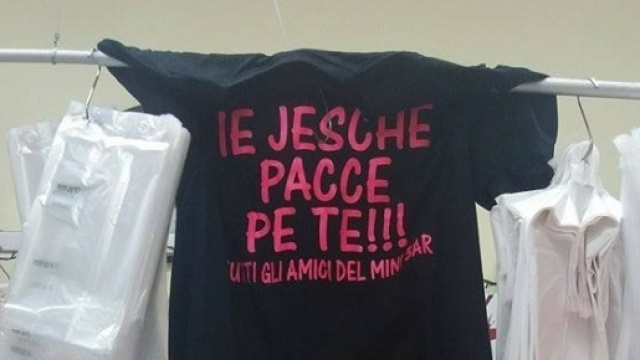 IE JESCHE
PACCE
PE TE!!!
TUTTI GLI AMICI DEL MINI BAR